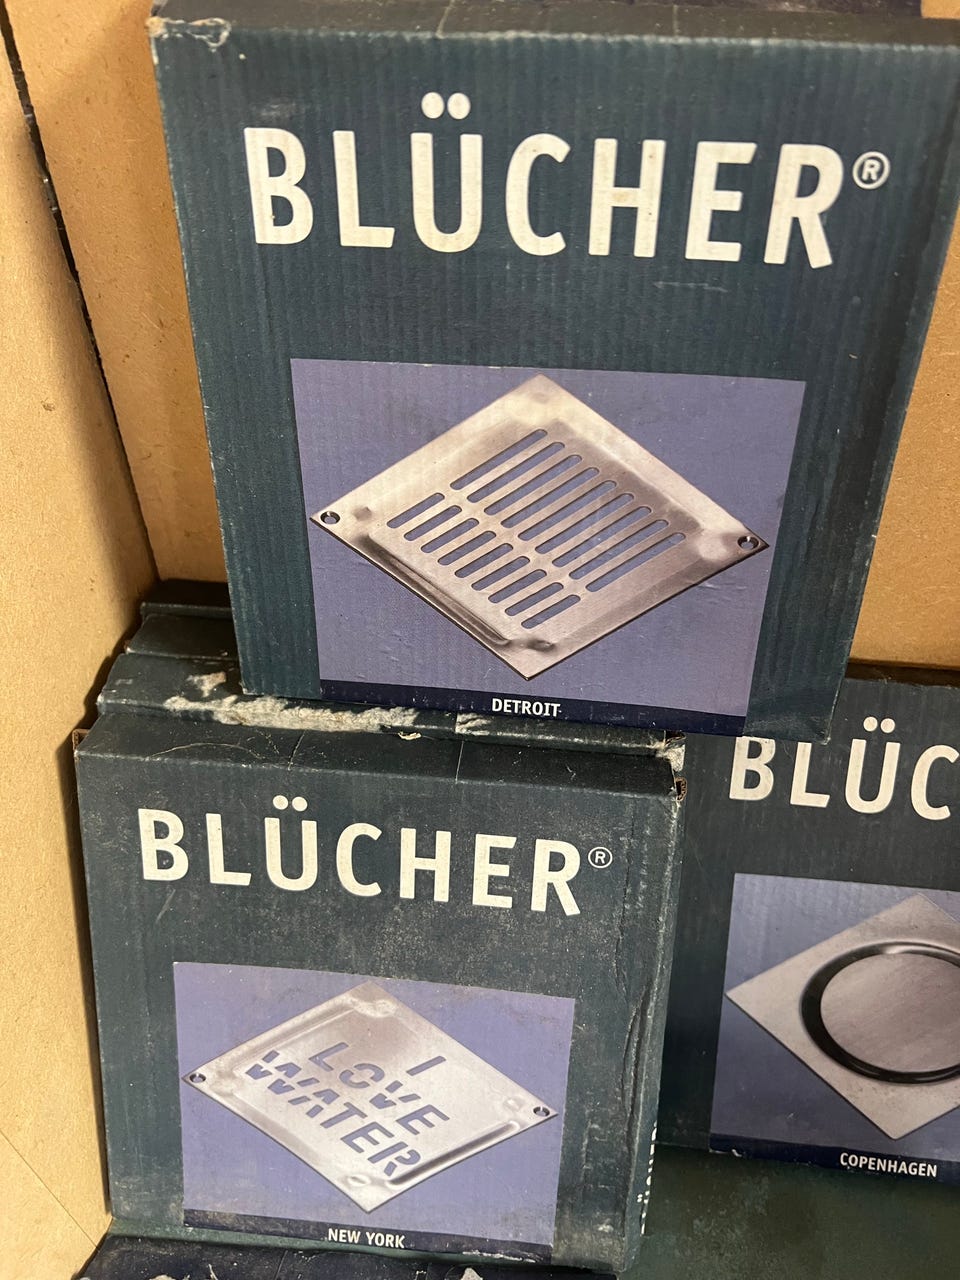 BLÜCHER®
DETROIT
BLÜCHER®
I
LOVE
WATER
NEW YORK
BLÜC
COPENHAGEN